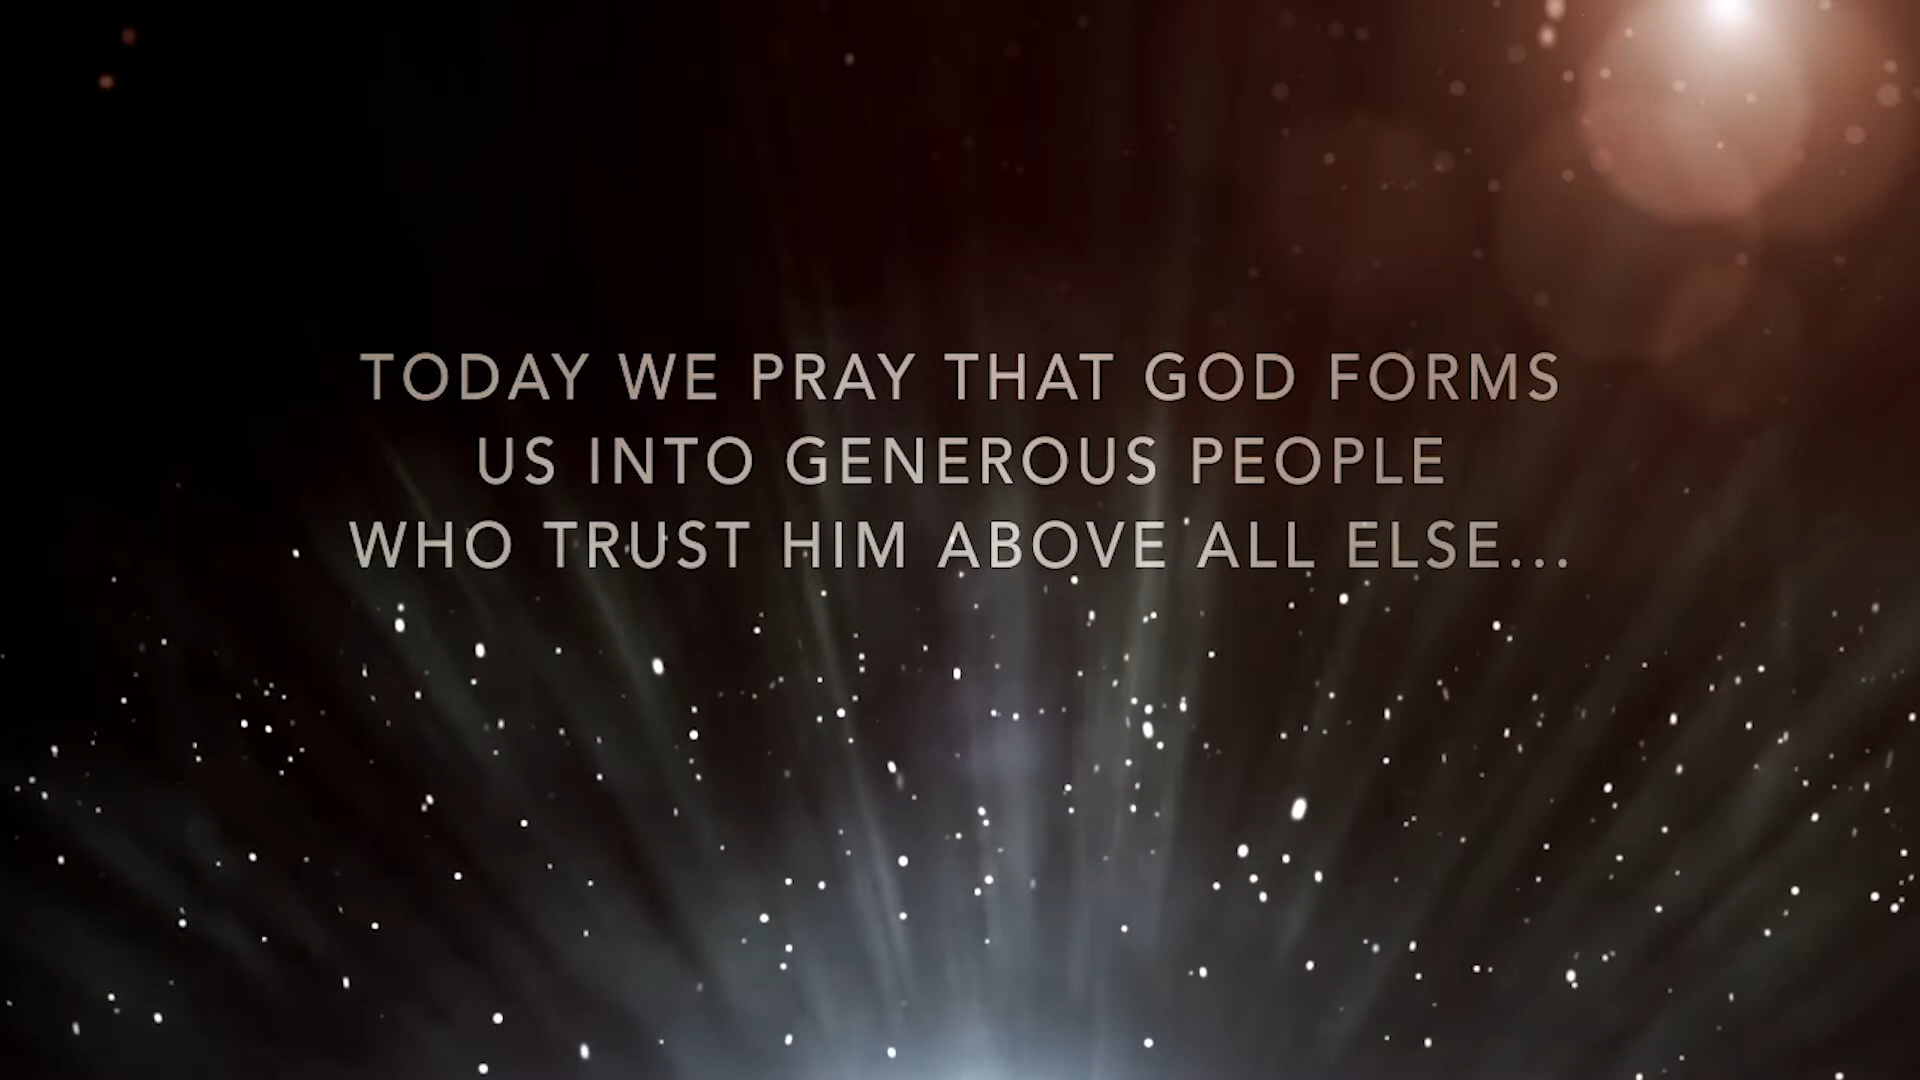 TODAY WE PRAY THAT GOD FORMS
US INTO GENEROUS PEOPLE
WHO TRUST HIM ABOVE ALL ELSE...